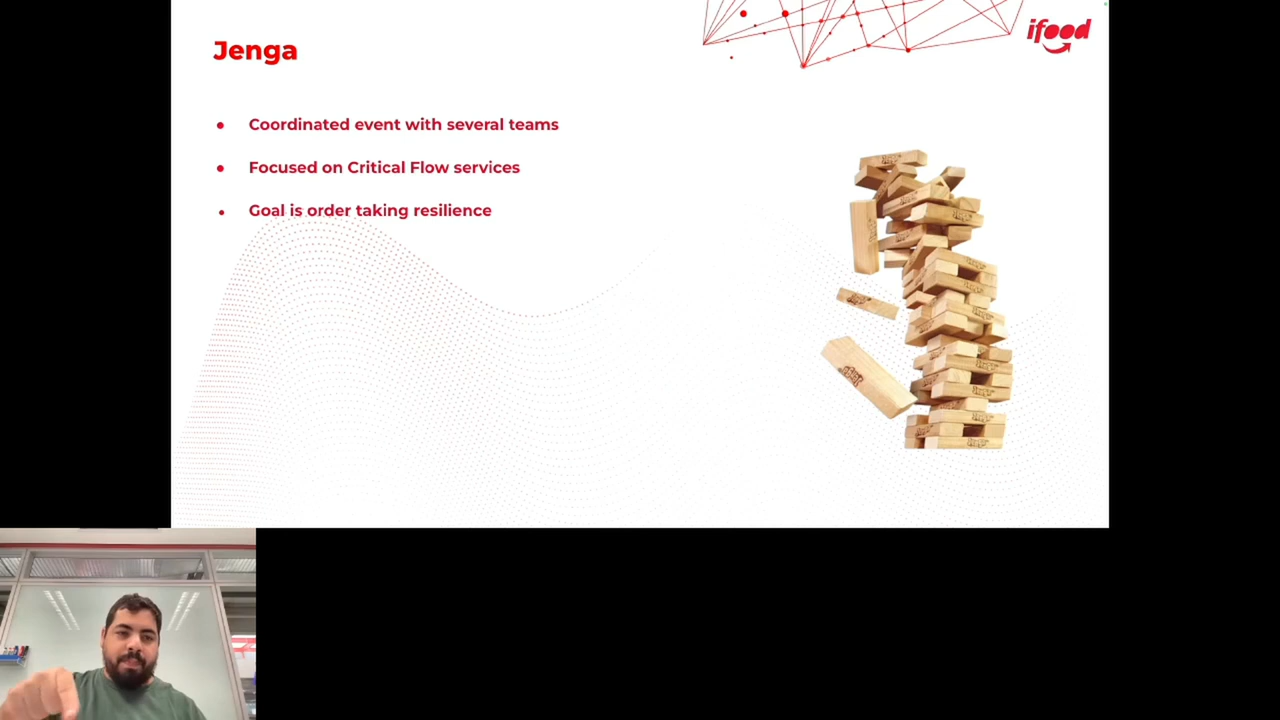 Jenga
ifood
• Coordinated event with several teams
• Focused on Critical Flow services
• Goal is order taking resilience